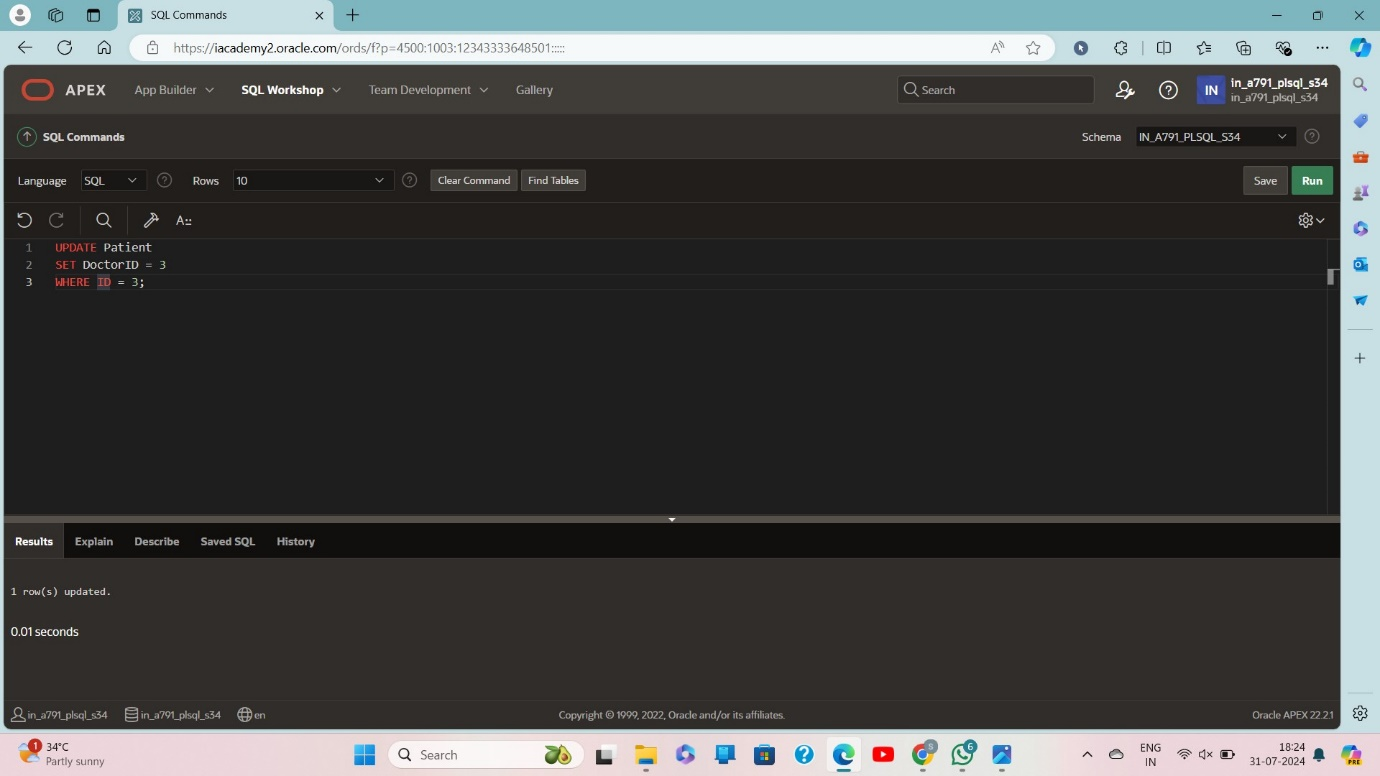 SQL Commands
https://iacademy2.oracle.com/ords/f?p=4500:1003:12343333648501:::::
APEX App Builder SQL Workshop Team Development Gallery Search IN in_a791_plsql_s34
in_a791_plsql_s34
SQL Commands Schema IN_A791_PLSQL_S34
Language SQL Rows 10 Clear Command Find Tables Save Run
A::
1 UPDATE Patient
2 SET DoctorID = 3
3 WHERE ID = 3;
Results Explain Describe Saved SQL History
1 row(s) updated.
0.01 seconds
in_a791_plsql_s34 in_a791_plsql_s34 en Copyright © 1999, 2022, Oracle and/or its affiliates. Oracle APEX 22.2.1
1 34°C
Partly sunny
Search
S
6
ENG
IN
18:24
31-07-2024
PRE